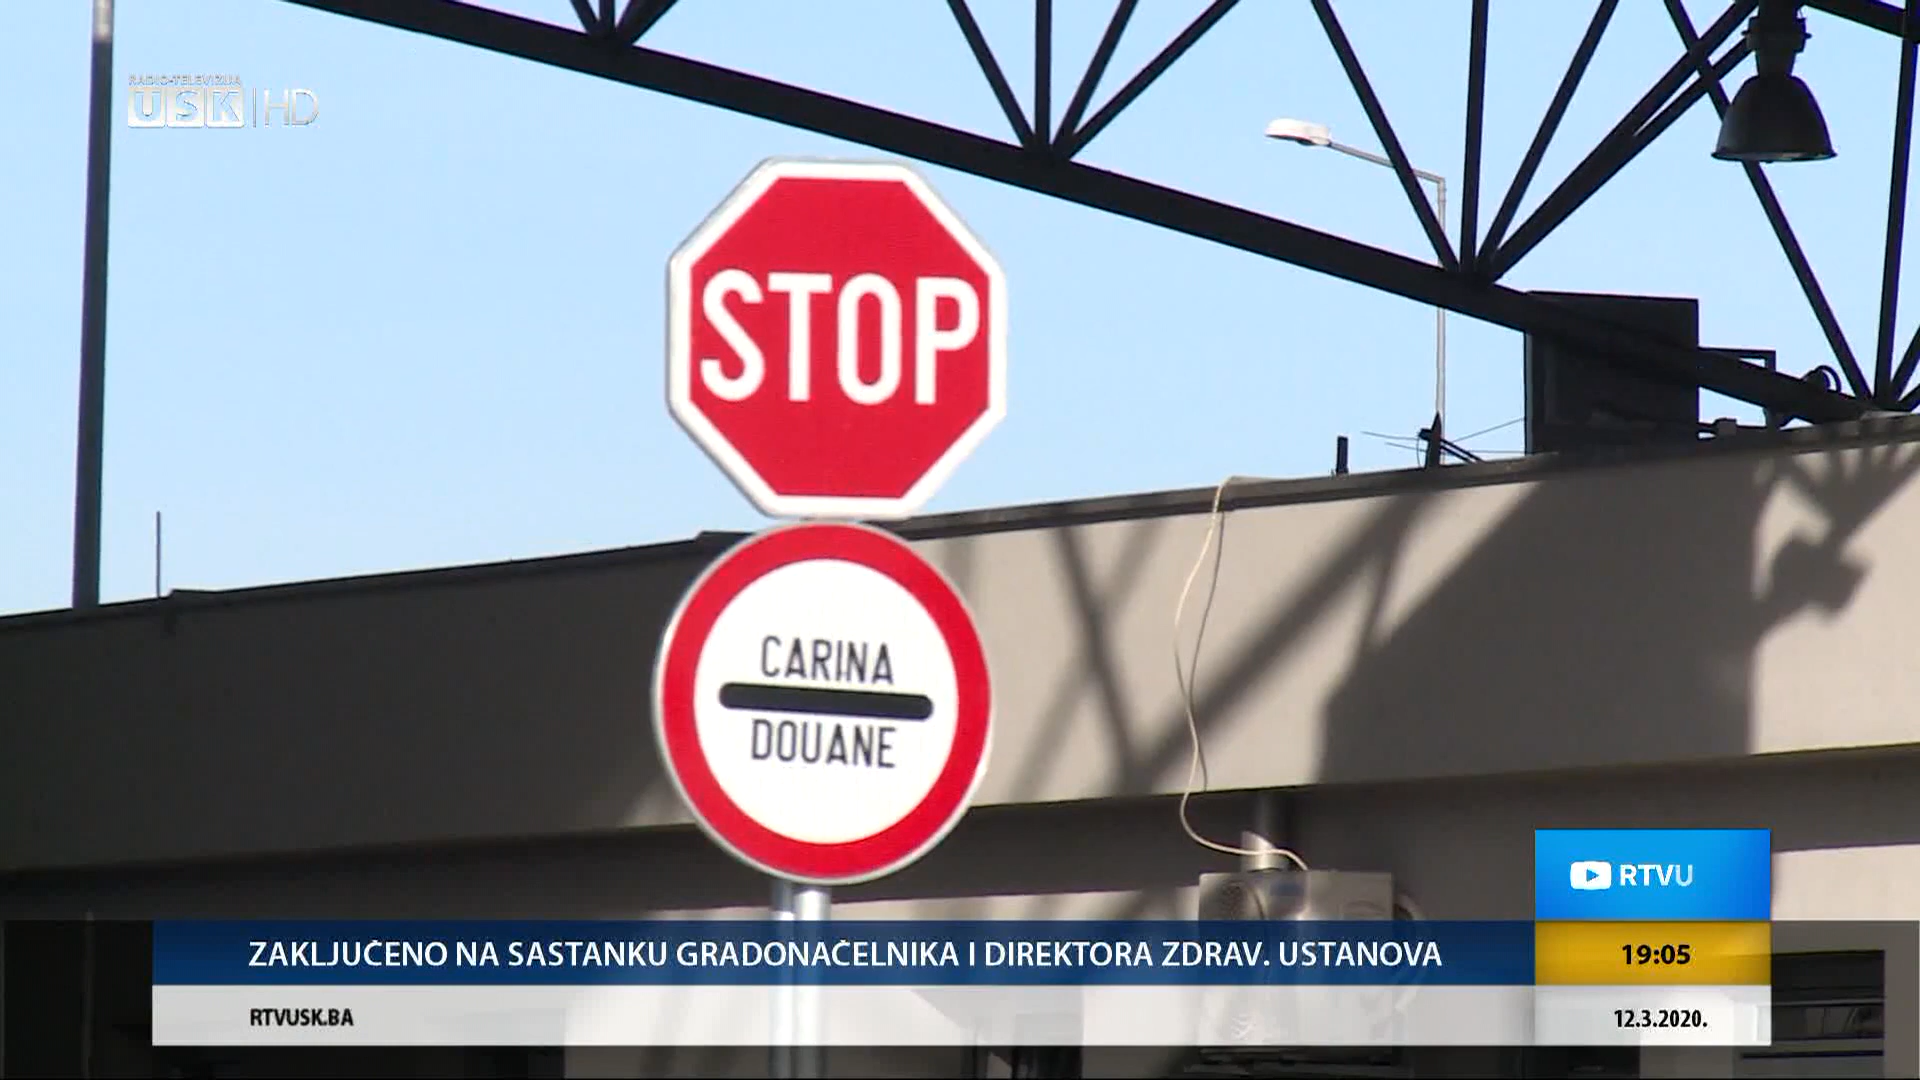 RADIO-TELEVIZIJA
USK HD
STOP
CARINA
DOUANE
RTVU
ZAKLJUČENO NA SASTANKU GRADONAČELNIKA I DIREKTORA ZDRAV. USTANOVA
19:05
RTVUSK.BA
12.3.2020.